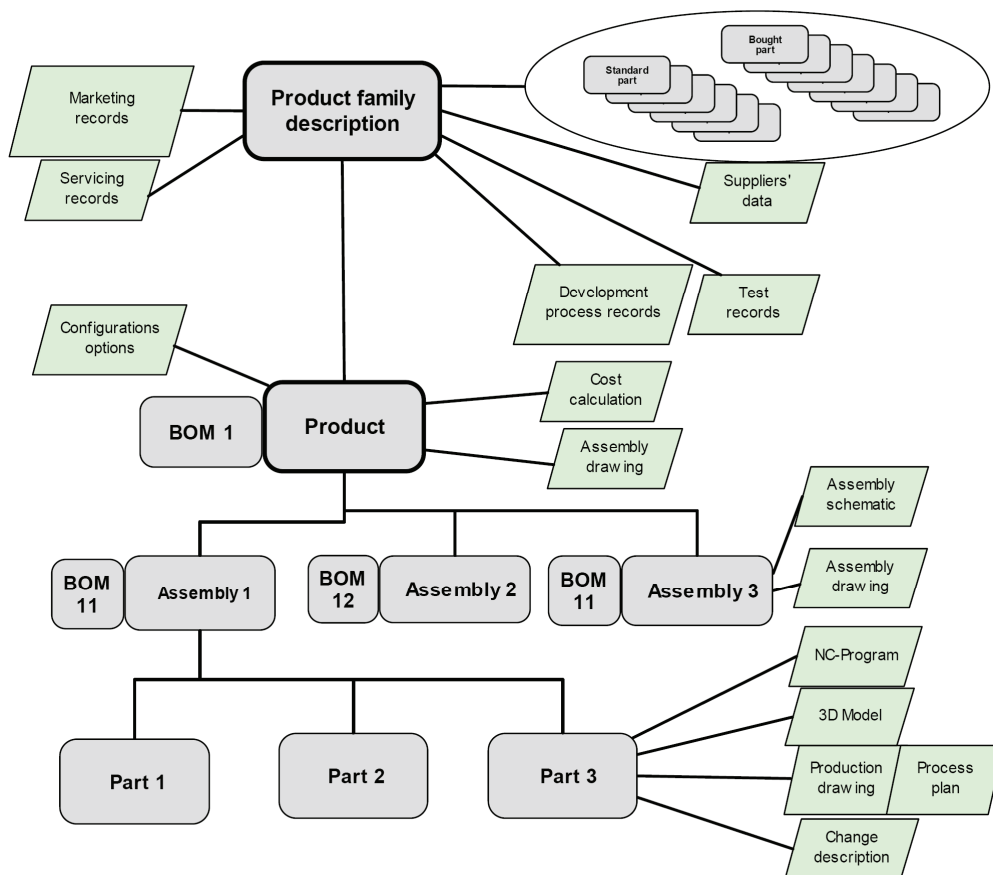 Bought
part
Standard
part
Marketing
records
Product family
description
Servicing
records
Suppliers'
data
Development
process records
Test
records
Configurations
options
Cost
calculation
BOM 1
Product
Assembly
drawing
Assembly
schematic
BOM
11
Assembly 1
BOM
12
Assembly 2
BOM
11
Assembly 3
Assembly
drawing
NC-Program
3D Model
Part 1
Part 2
Part 3
Production
drawing
Process
plan
Change
description